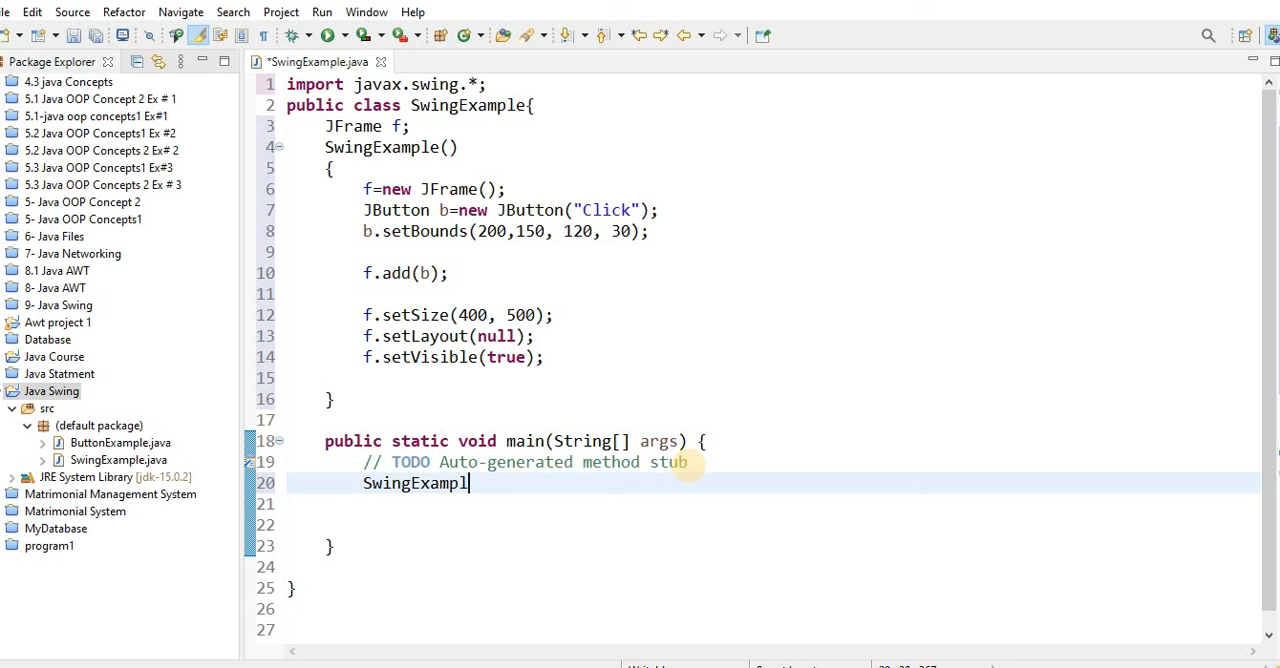 ile Edit Source Refactor Navigate Search Project Run Window Help
Package Explorer
*SwingExample.java
4.3 java Concepts
5.1 Java OOP Concept 2 Ex # 1
5.1-java oop concepts1 Ex#1
5.2 Java OOP Concepts1 Ex #2
5.2 Java OOP Concepts 2 Ex# 2
5.3 Java OOP Concepts1 Ex#3
5.3 Java OOP Concepts 2 Ex # 3
5- Java OOP Concept 2
5- Java OOP Concepts1
6- Java Files
7- Java Networking
8.1 Java AWT
8- Java AWT
9- Java Swing
Awt project 1
Database
Java Course
Java Statment
Java Swing
src
(default package)
ButtonExample.java
SwingExample.java
JRE System Library [jdk-15.0.2]
Matrimonial Management System
Matrimonial System
MyDatabase
program1
1 import javax.swing.*;
2 public class SwingExample{
3 JFrame f;
4 SwingExample()
5 {
6 f=new JFrame();
7 JButton b=new JButton("Click");
8 b.setBounds(200,150, 120, 30);
9
10 f.add(b);
11
12 f.setSize(400, 500);
13 f.setLayout(null);
14 f.setVisible(true);
15
16 }
17
18 public static void main(String[] args) {
19 // TODO Auto-generated method stub
20 SwingExampl
21
22
23 }
24
25 }
26
27